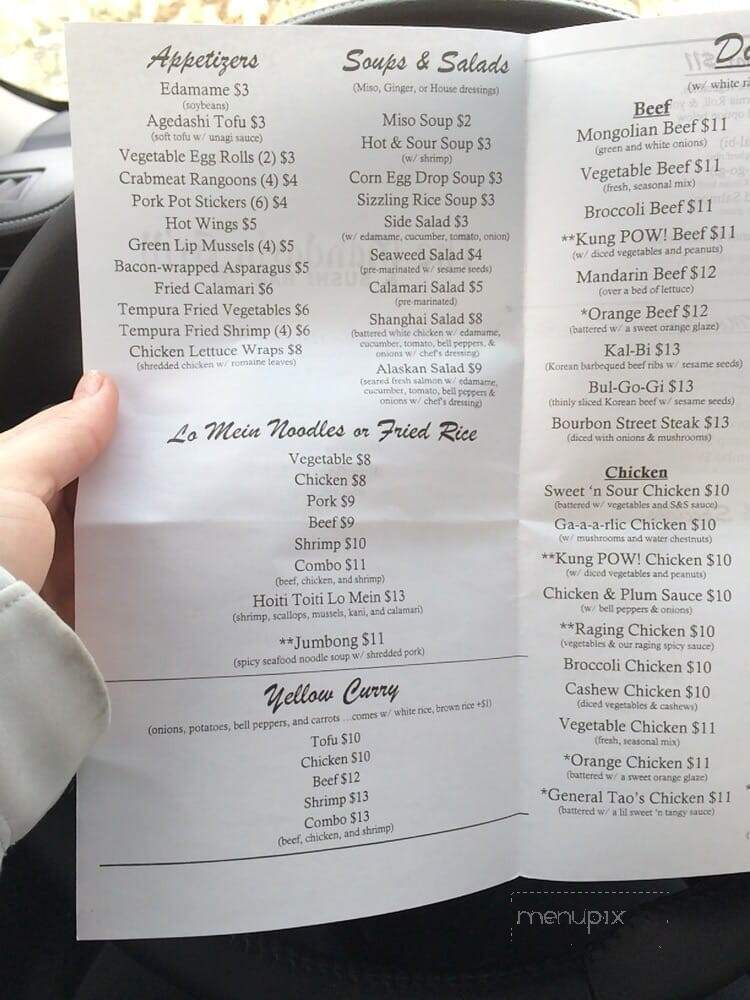 Appetizers
Edamame $3
(soybeans)
Agedashi Tofu $3
(soft tofu w/ unagi sauce)
Vegetable Egg Rolls (2) $3
Crabmeat Rangoons (4) $4
Pork Pot Stickers (6) $4
Hot Wings $5
Green Lip Mussels (4) $5
Bacon-wrapped Asparagus $5
Fried Calamari $6
Tempura Fried Vegetables $6
Tempura Fried Shrimp (4) $6
Chicken Lettuce Wraps $8
(shredded chicken w/ romaine leaves)
Soups & Salads
(Miso, Ginger, or House dressings)
Miso Soup $2
Hot & Sour Soup $3
(w/ shrimp)
Corn Egg Drop Soup $3
Sizzling Rice Soup $3
Side Salad $3
(w/ edamame, cucumber, tomato, onion)
Seaweed Salad $4
(pre-marinated w/ sesame seeds)
Calamari Salad $5
(pre-marinated)
Shanghai Salad $8
(battered white chicken w/ edamame,
cucumber, tomato, bell peppers, &
onions w/ chef's dressing)
Alaskan Salad $9
(seared fresh salmon w/ edamame,
cucumber, tomato, bell peppers &
onions w/ chef's dressing)
Lo Mein Noodles or Fried Rice
Vegetable $8
Chicken $8
Pork $9
Beef $9
Shrimp $10
Combo $11
(beef, chicken, and shrimp)
Hoiti Toiti Lo Mein $13
(shrimp, scallops, mussels, kani, and calamari)
**Jumbong $11
(spicy seafood noodle soup w/ shredded pork)
Yellow Curry
(onions, potatoes, bell peppers, and carrots ...comes w/ white rice, brown rice +$1)
Tofu $10
Chicken $10
Beef $12
Shrimp $13
Combo $13
(beef, chicken, and shrimp)
(w/ white
Beef
Mongolian Beef $11
(green and white onions)
Vegetable Beef $11
(fresh, seasonal mix)
Broccoli Beef $11
**Kung POW! Beef $11
(w/ diced vegetables and peanuts)
Mandarin Beef $12
(over a bed of lettuce)
*Orange Beef $12
(battered w/ a sweet orange glaze)
Kal-Bi $13
(Korean barbequed beef ribs w/ sesame seeds)
Bul-Go-Gi $13
(thinly sliced Korean beef w/ sesame seeds)
Bourbon Street Steak $13
(diced with onions & mushrooms)
Chicken
Sweet 'n Sour Chicken $10
(battered w/ vegetables and S&S sauce)
Ga-a-a-rlic Chicken $10
(w/ mushrooms and water chestnuts)
**Kung POW! Chicken $10
(w/ diced vegetables and peanuts)
Chicken & Plum Sauce $10
(w/ bell peppers & onions)
**Raging Chicken $10
(vegetables & our raging spicy sauce)
Broccoli Chicken $10
Cashew Chicken $10
(diced vegetables & cashews)
Vegetable Chicken $11
(fresh, seasonal mix)
*Orange Chicken $11
(battered w/ a sweet orange glaze)
*General Tao's Chicken $11
(battered w/ a lil sweet 'n tangy sauce)
menupix